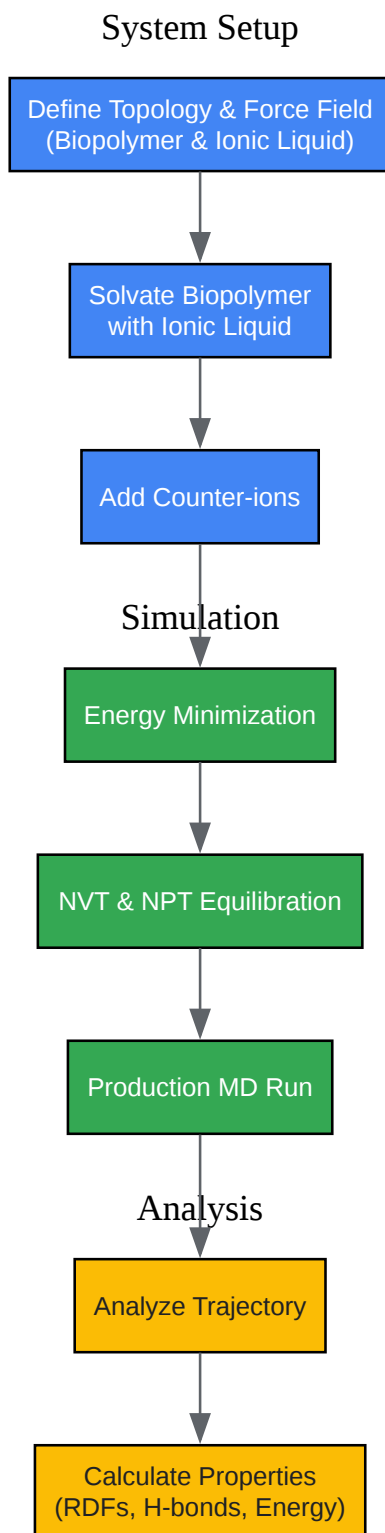 System Setup
Define Topology & Force Field
(Biopolymer & Ionic Liquid)
Solvate Biopolymer
with Ionic Liquid
Add Counter-ions
Simulation
Energy Minimization
NVT & NPT Equilibration
Production MD Run
Analysis
Analyze Trajectory
Calculate Properties
(RDFs, H-bonds, Energy)